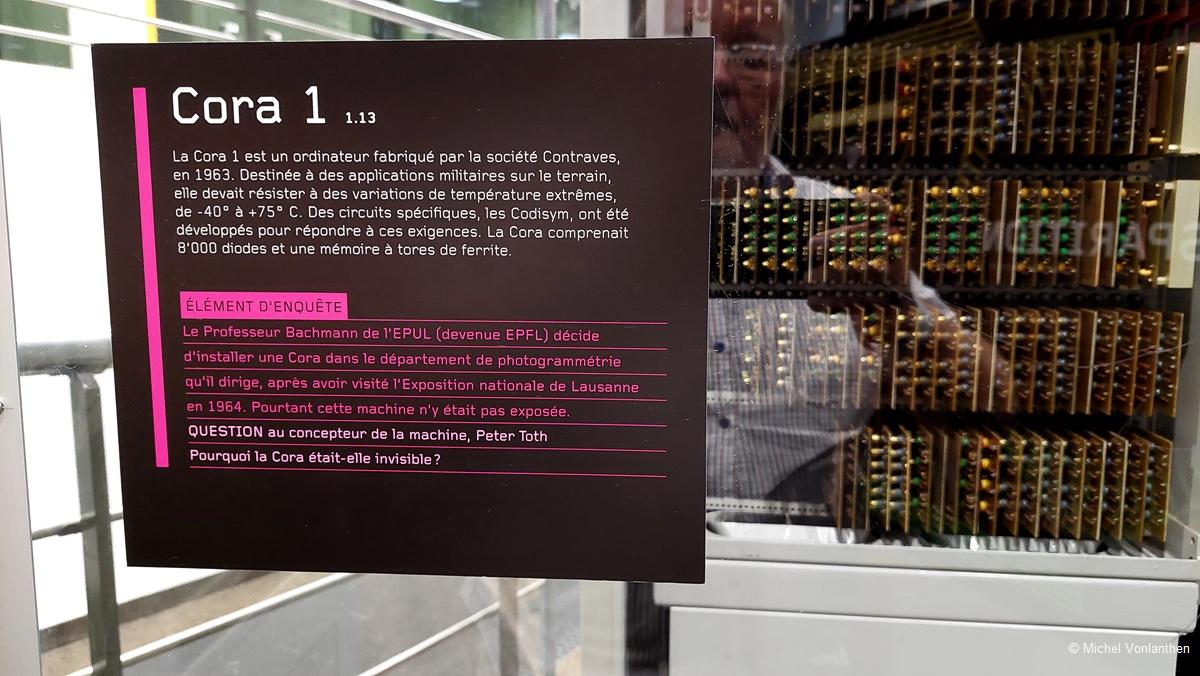 Cora 1 1.13
La Cora 1 est un ordinateur fabriqué par la société Contraves,
en 1963. Destinée à des applications militaires sur le terrain,
elle devait résister à des variations de température extrêmes,
de -40° à +75° C. Des circuits spécifiques, les Codisym, ont été
développés pour répondre à ces exigences. La Cora comprenait
8'000 diodes et une mémoire à tores de ferrite.
ÉLÉMENT D'ENQUÊTE
Le Professeur Bachmann de l'EPUL (devenue EPFL) décide
d'installer une Cora dans le département de photogrammétrie
qu'il dirige, après avoir visité l'Exposition nationale de Lausanne
en 1964. Pourtant cette machine n'y était pas exposée.
QUESTION au concepteur de la machine, Peter Toth
Pourquoi la Cora était-elle invisible?
© Michel Vonlanthen